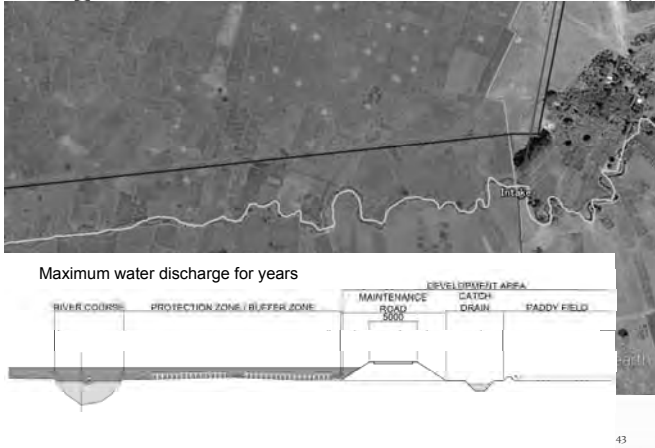 Intake
Maximum water discharge for years
DEVELOPMENT AREA
RIVER COURSE
PROTECTION ZONE / BUFFER ZONE
MAINTENANCE ROAD
5000
CATCH DRAIN
PADDY FIELD
earth
43